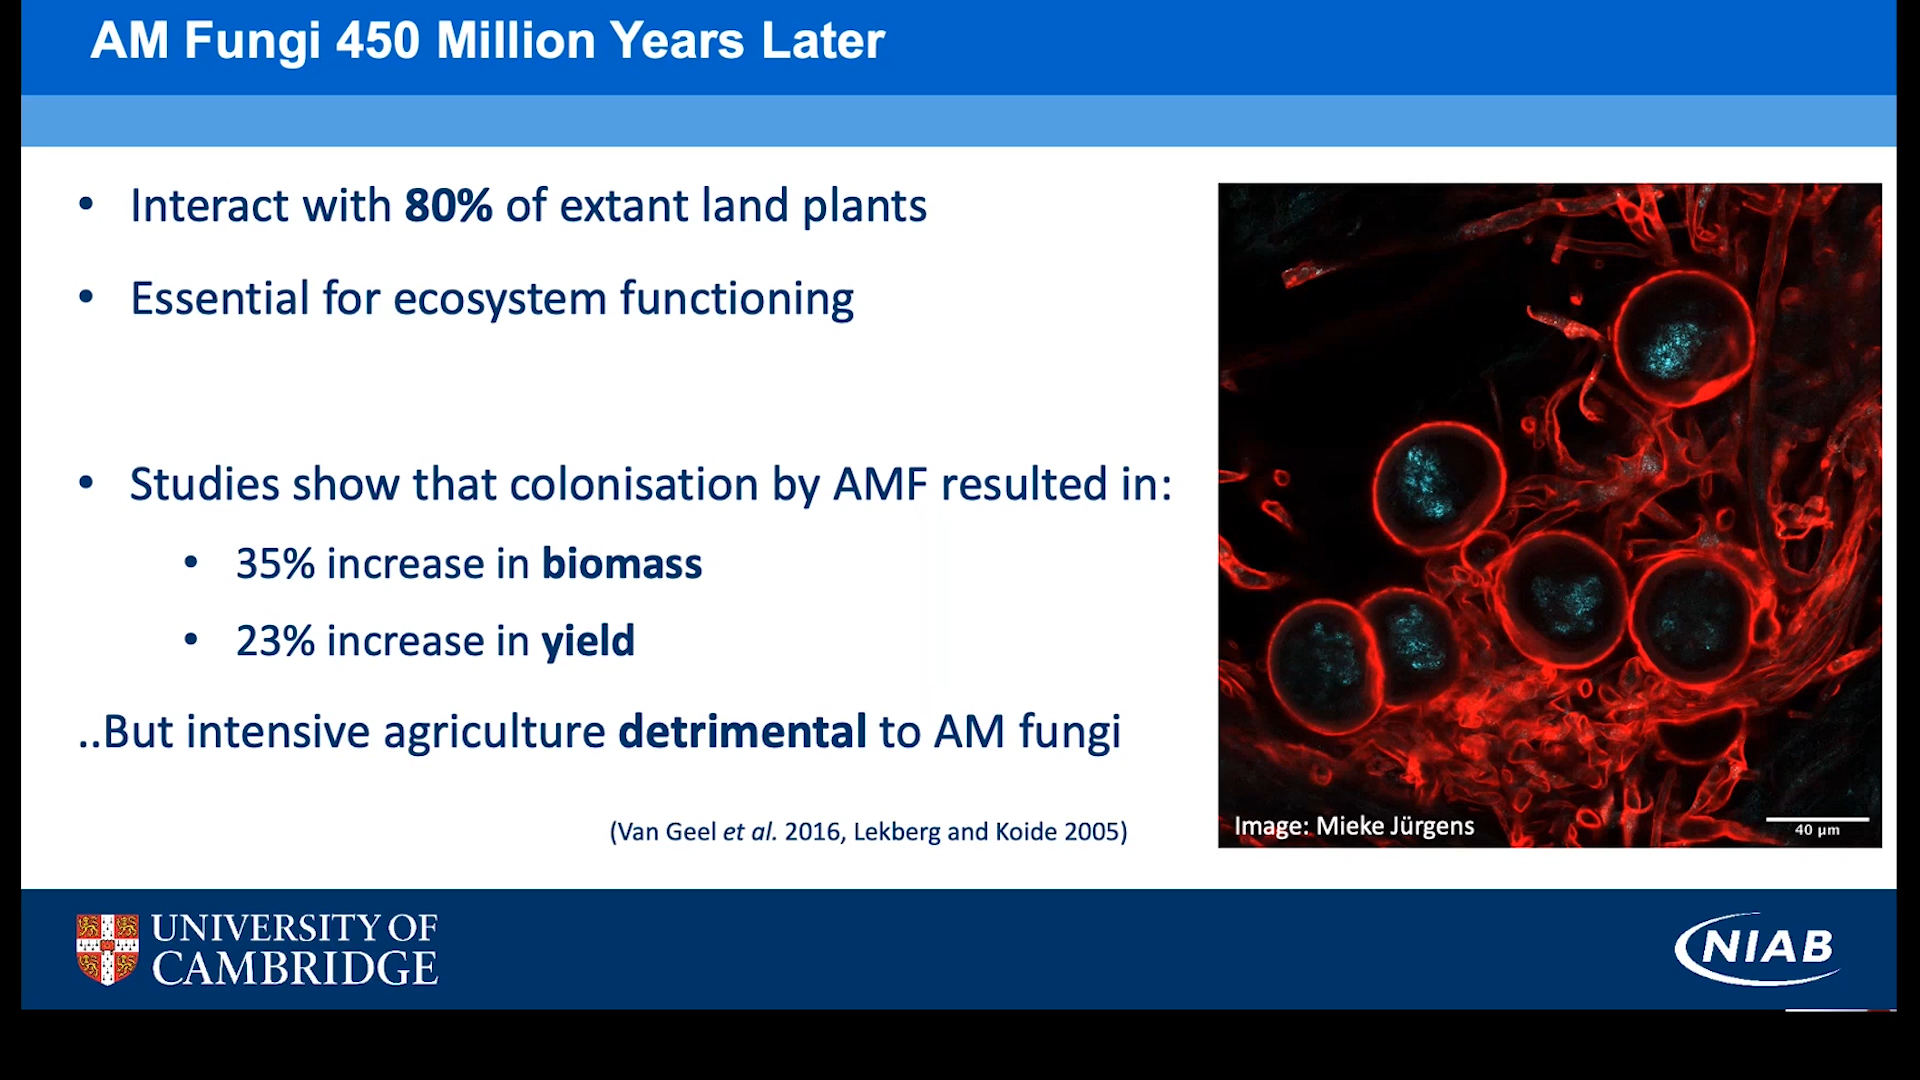 AM Fungi 450 Million Years Later
• Interact with 80% of extant land plants
• Essential for ecosystem functioning
• Studies show that colonisation by AMF resulted in:
• 35% increase in biomass
• 23% increase in yield
..But intensive agriculture detrimental to AM fungi
(Van Geel et al. 2016, Lekberg and Koide 2005)
Image: Mieke Jürgens
40 µm
UNIVERSITY OF
CAMBRIDGE
NIAB